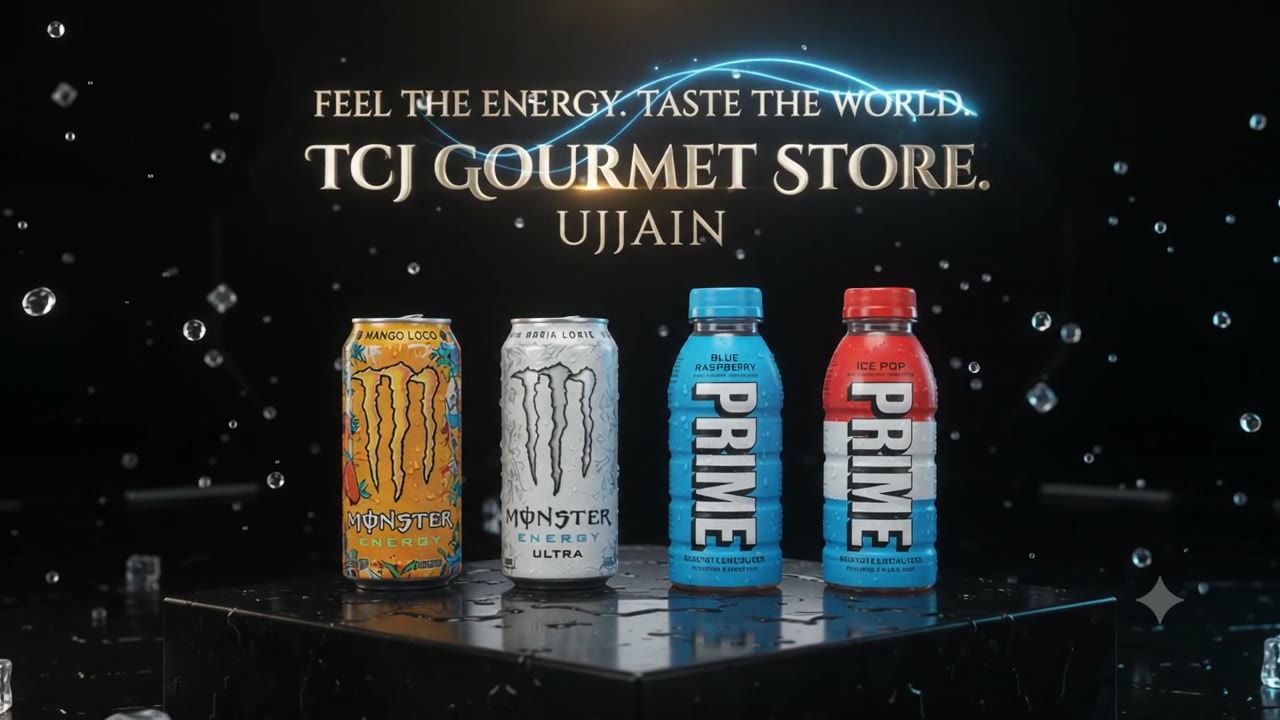 FEEL THE ENERGY. TASTE THE WORLD.
TCJ GOURMET STORE.
UJJAIN
MANGO LOCO
MONSTER
ENERGY
MONSTER
ENERGY
ULTRA
BLUE
RASPBERRY
PRIME
ICE POP
PRIME